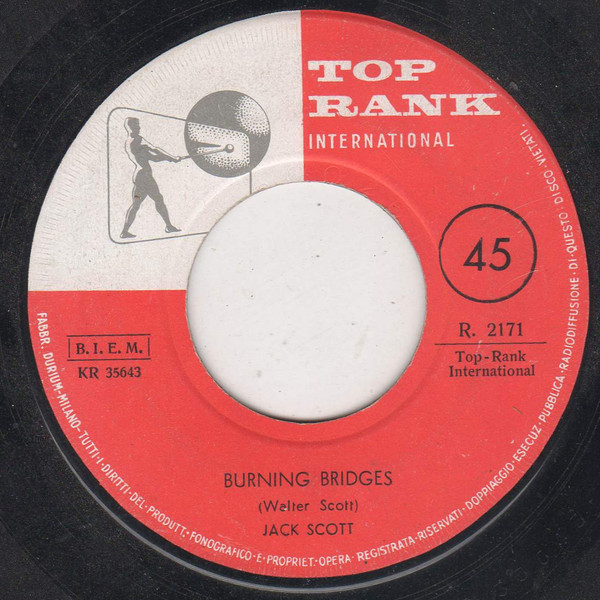 TOP
RANK
INTERNATIONAL
45
B. I. E. M.
KR 35643
R. 2171
Top-Rank
International
BURNING BRIDGES
(Walter Scott)
JACK SCOTT
FABBR. DURIUM-MILANO-TUTTI·I·DIRITTI·DEL·PRODUTT·FONOGRAFICO·E·PROPRIET·OPERA·REGISTRATA·RISERVATI·DOPPIAGGIO·ESECUZ·PUBBLICA·RADIODIFFUSIONE·DI·QUESTO·DISCO·VIETATI.